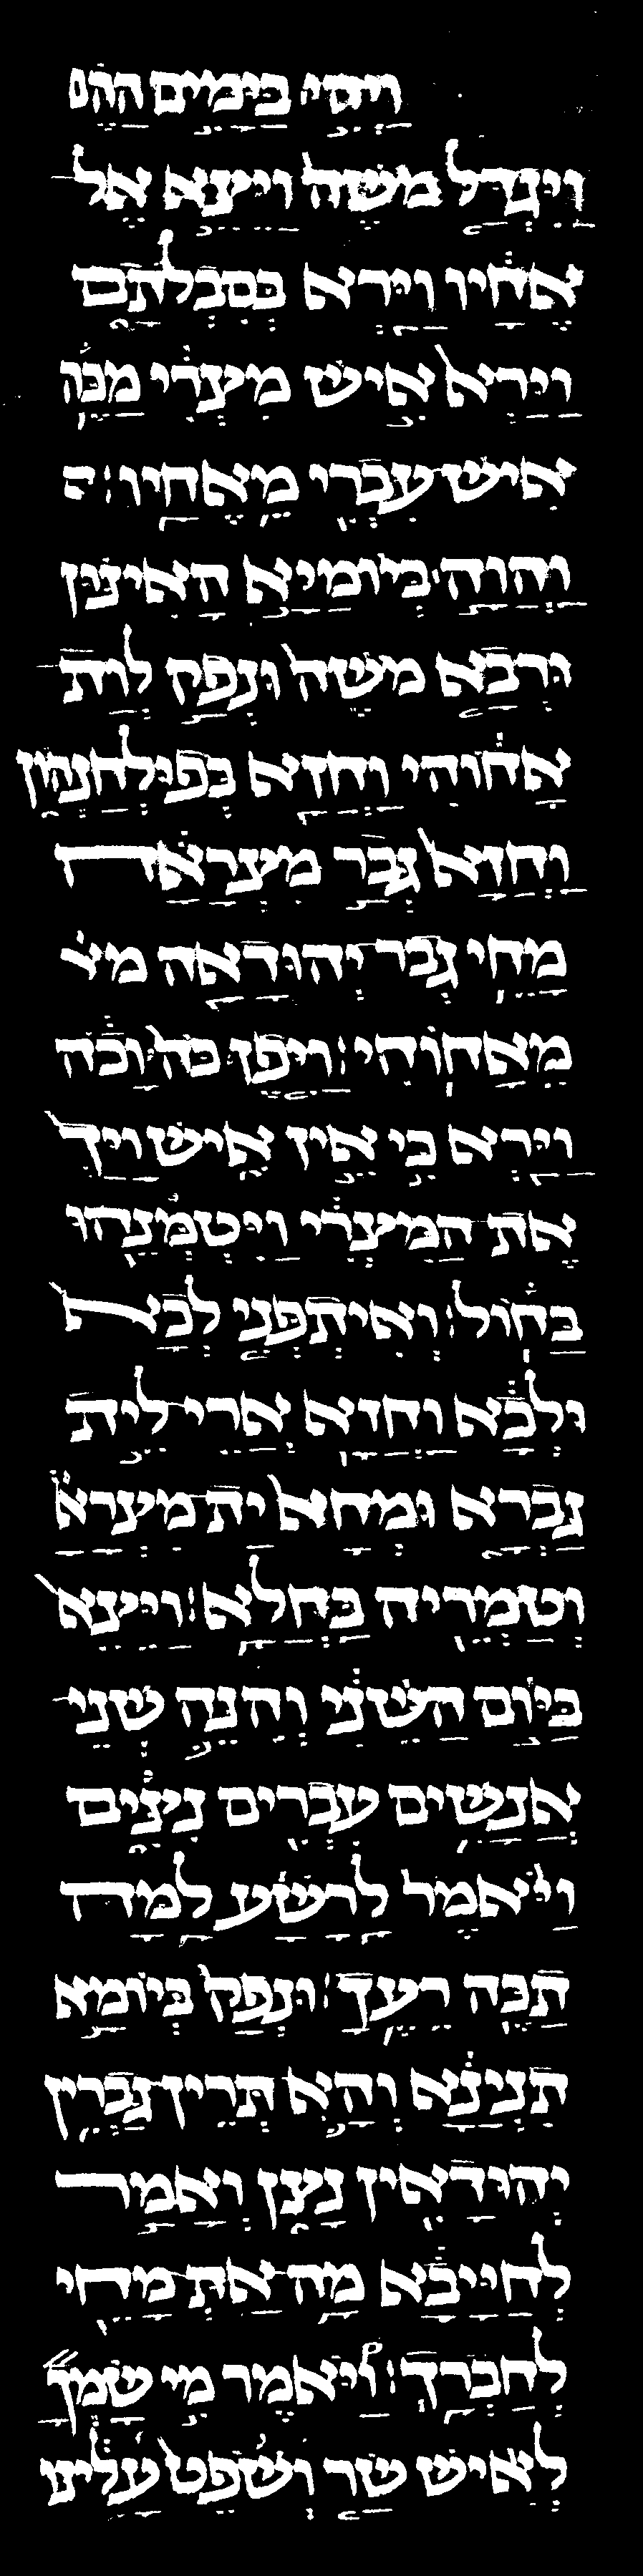 ויהי בימים ההם
ויגדל משה ויצא אל
אחיו וירא בסבלתם
וירא איש מצרי מכה
איש עברי מאחיו׃ ה
והוה ביומיא האינון
ורבא משה ונפק לות
אחוהי וחזא בפולחנהון
וחזא גבר מצראה
מחי גבר יהודאה מא
מאחוהי׃ ויפן כה וכה
וירא כי אין איש ויך
את המצרי ויטמנהו
בחול׃ ואיתפני לכא
ולכא וחזא ארי לית
גברא ומחא ית מצראֿ
וטמריה בחלא׃ ויצא
ביום השני והנה שני
אנשים עברים נצים
ויאמר לרשע למה
תכה רעך׃ ונפק ביומא
תנינא והא תרין גברין
יהודאין נצן ואמר
לחייבא מה את מחי
לחברך׃ ויאמר מי שמך
לאיש שר ושפט עלינו